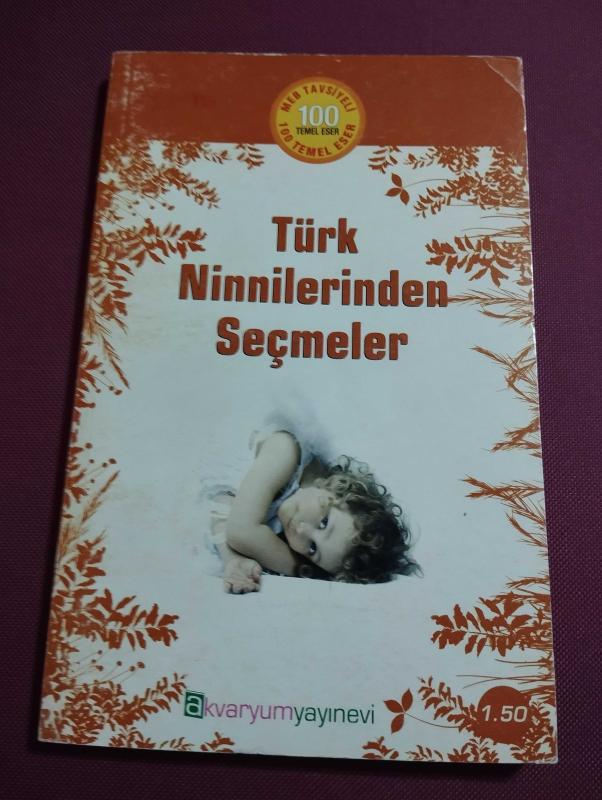 MEB TAVSİYELİ
100
TEMEL ESER
100 TEMEL ESER
Türk
Ninnilerinden
Seçmeler
akvaryumyayınevi
1.50